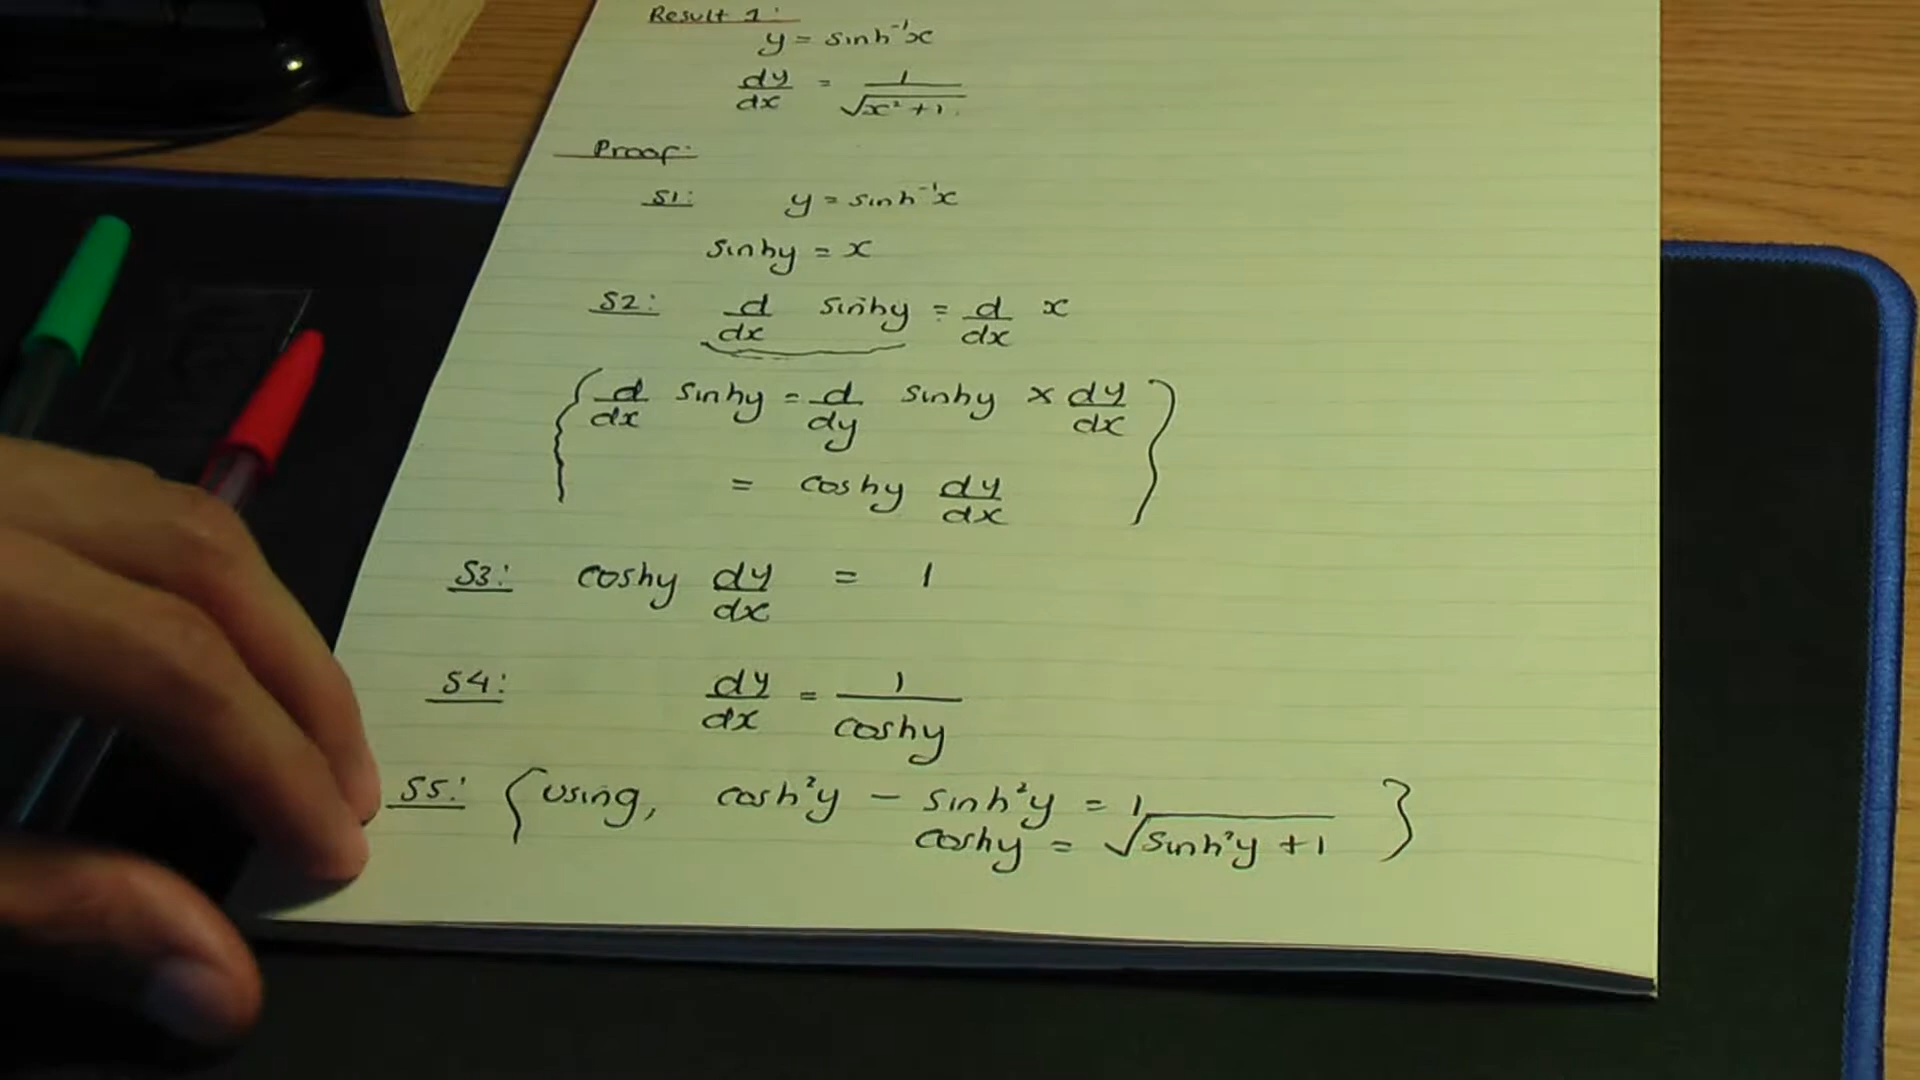 Result 1:
y = sinh⁻¹x
dy/dx = 1/√(x²+1)
Proof:
S1: y = sinh⁻¹x
sinhy = x
S2: d/dx sinhy = d/dx x
{ d/dx sinhy = d/dy sinhy × dy/dx }
= coshy dy/dx
S3: coshy dy/dx = 1
S4: dy/dx = 1/coshy
S5: { using, cosh²y - sinh²y = 1
coshy = √(sinh²y + 1) }